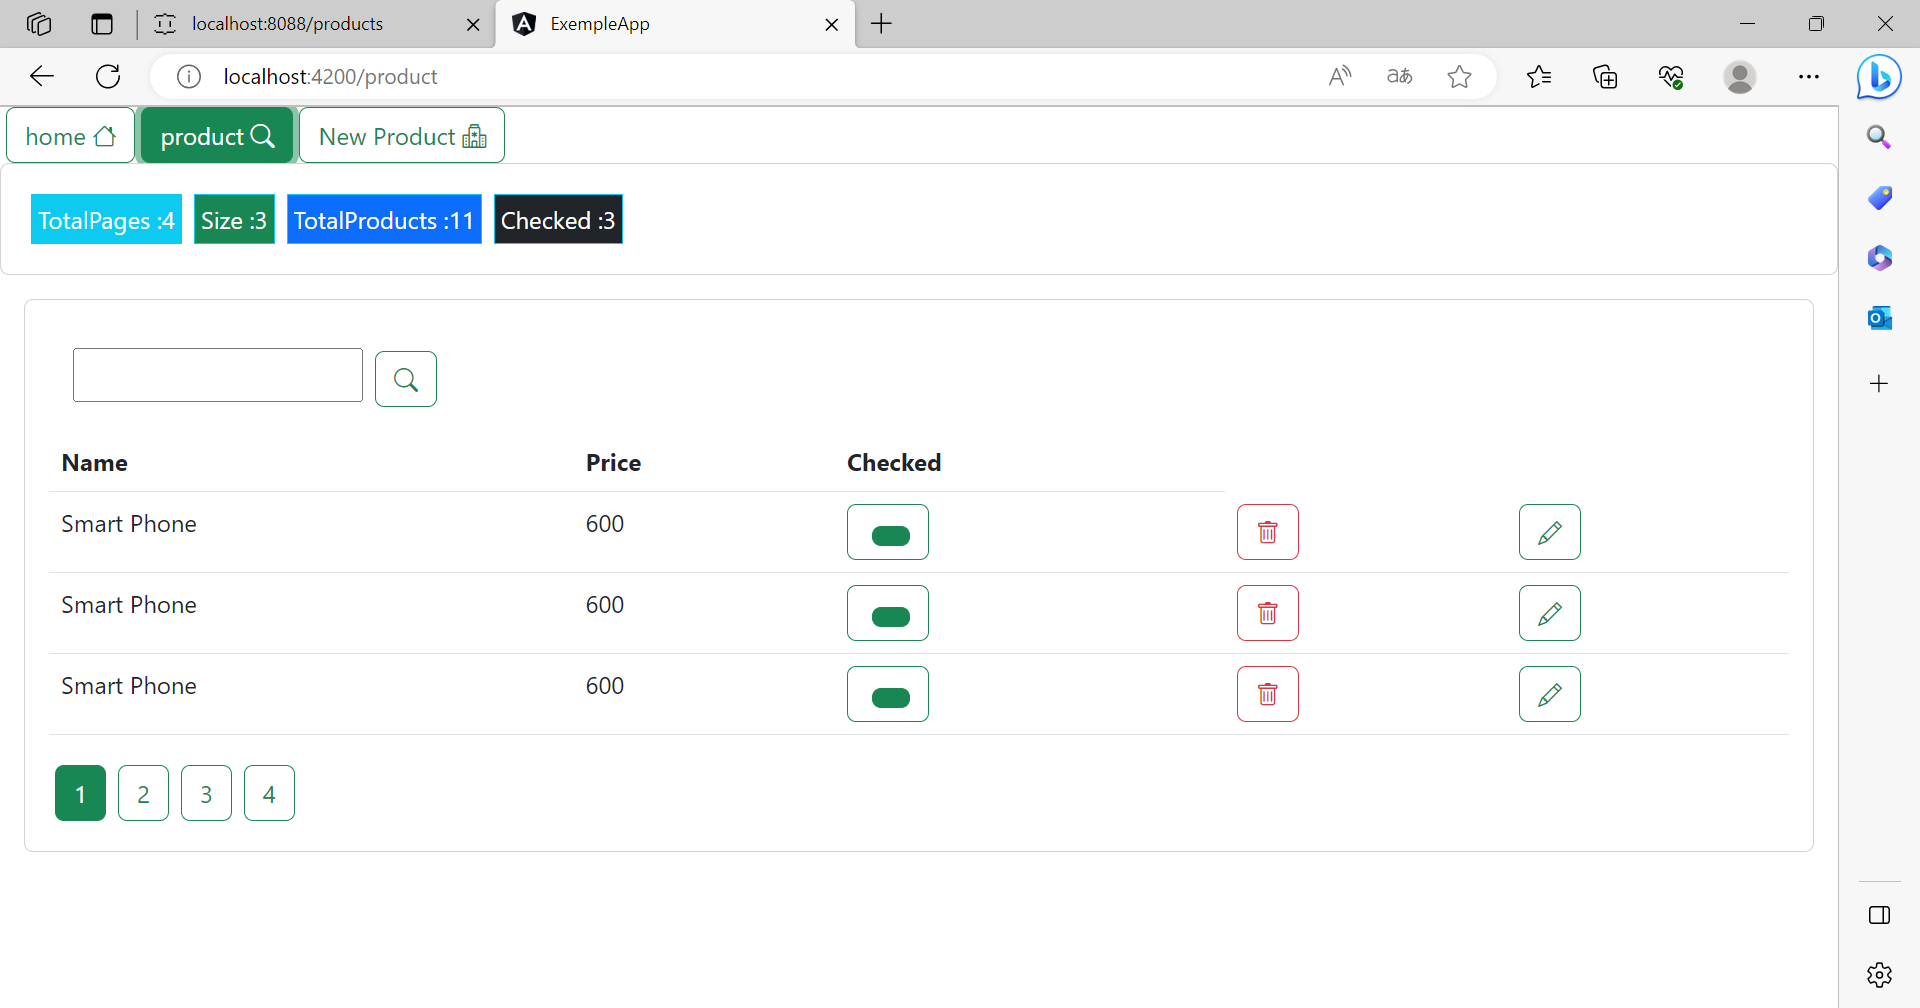 localhost:8088/products
ExempleApp
localhost:4200/product
home product New Product
TotalPages :4 Size :3 TotalProducts :11 Checked :3
Name Price Checked
Smart Phone 600
Smart Phone 600
Smart Phone 600
1 2 3 4